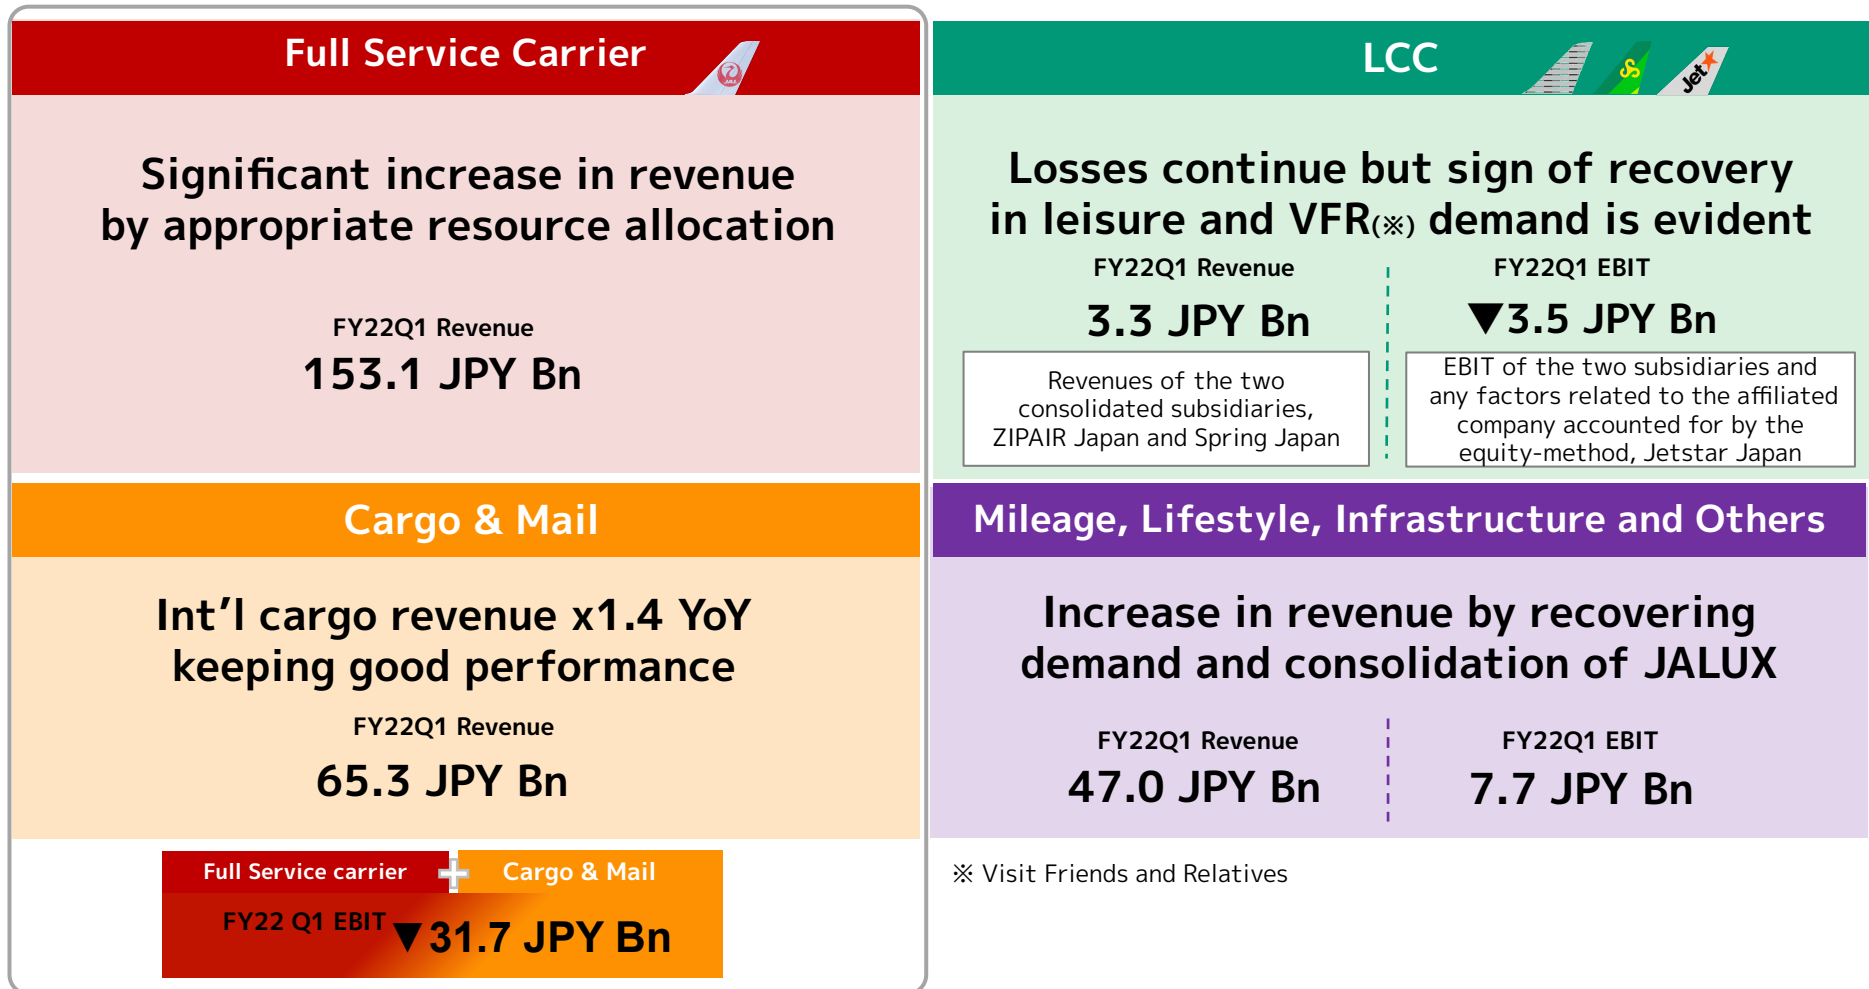 Full Service Carrier
JAL
Significant increase in revenue
by appropriate resource allocation
FY22Q1 Revenue
153.1 JPY Bn
LCC
Jet
Losses continue but sign of recovery
in leisure and VFR(※) demand is evident
FY22Q1 Revenue
3.3 JPY Bn
Revenues of the two
consolidated subsidiaries,
ZIPAIR Japan and Spring Japan
FY22Q1 EBIT
▼3.5 JPY Bn
EBIT of the two subsidiaries and
any factors related to the affiliated
company accounted for by the
equity-method, Jetstar Japan
Cargo & Mail
Int’l cargo revenue x1.4 YoY
keeping good performance
FY22Q1 Revenue
65.3 JPY Bn
Mileage, Lifestyle, Infrastructure and Others
Increase in revenue by recovering
demand and consolidation of JALUX
FY22Q1 Revenue
47.0 JPY Bn
FY22Q1 EBIT
7.7 JPY Bn
Full Service carrier + Cargo & Mail
FY22 Q1 EBIT ▼31.7 JPY Bn
※ Visit Friends and Relatives